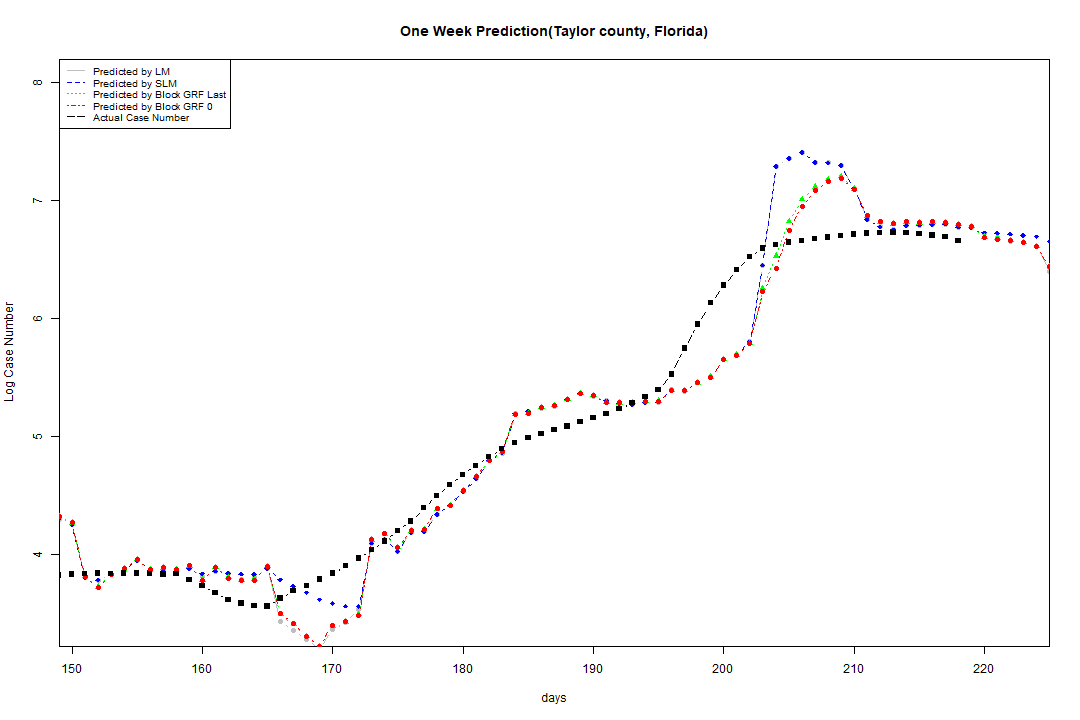 One Week Prediction(Taylor county, Florida)
Predicted by LM
Predicted by SLM
Predicted by Block GRF Last
Predicted by Block GRF 0
Actual Case Number
8
7
6
5
4
Log Case Number
150 160 170 180 190 200 210 220
days